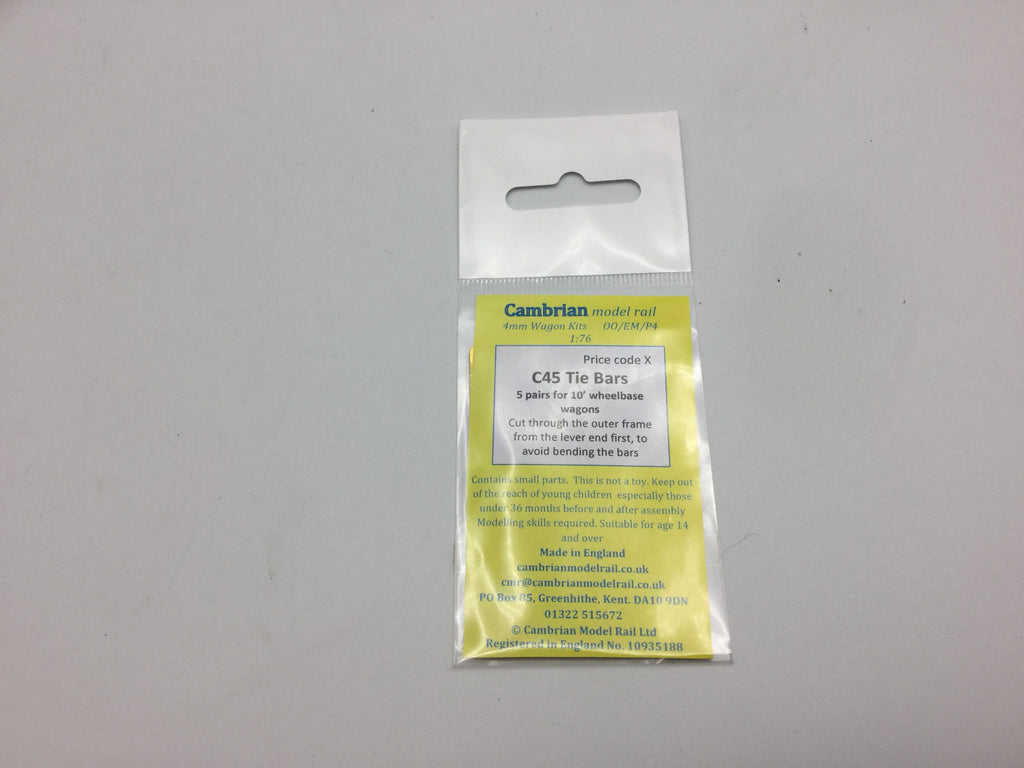 Cambrian model rail
4mm Wagon Kits OO/EM/P4
1:76
Price code X
C45 Tie Bars
5 pairs for 10' wheelbase
wagons
Cut through the outer frame
from the lever end first, to
avoid bending the bars
Contains small parts. This is not a toy. Keep out
of the reach of young children especially those
under 36 months before and after assembly
Modelling skills required. Suitable for age 14
and over
Made in England
cambrianmodelrail.co.uk
cmr@cambrianmodelrail.co.uk
PO Box 85, Greenhithe, Kent. DA10 9DN
01322 515672
© Cambrian Model Rail Ltd
Registered in England No. 10935188